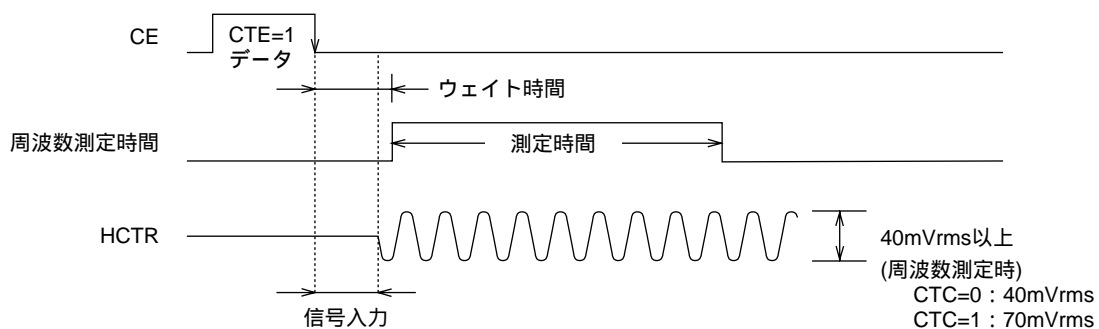 CE
CTE=1
データ
ウェイト時間
周波数測定時間
測定時間
HCTR
40mVrms以上
(周波数測定時)
CTC=0：40mVrms
CTC=1：70mVrms
信号入力